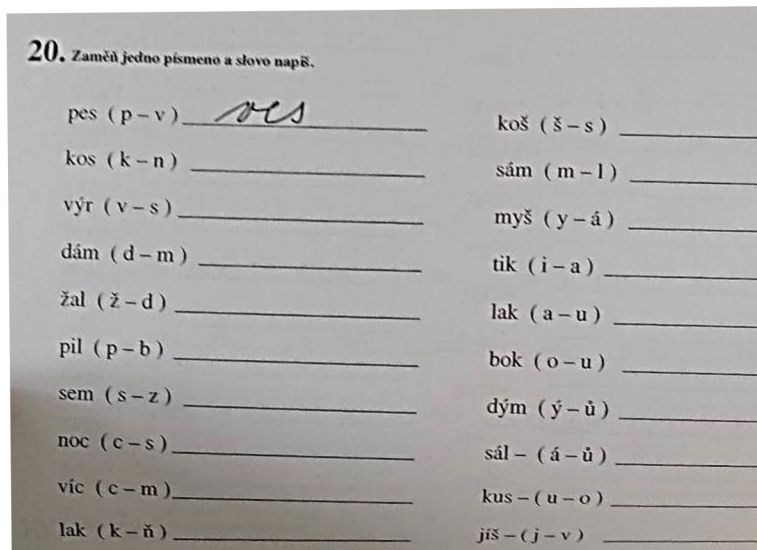 20. Zaměň jedno písmeno a slovo napiš.
pes ( p – v ) ves
kos ( k – n )
výr ( v – s )
dám ( d – m )
žal ( ž – d )
pil ( p – b )
sem ( s – z )
noc ( c – s )
víc ( c – m )
lak ( k – ň )
koš ( š – s )
sám ( m – l )
myš ( y – á )
tik ( i – a )
lak ( a – u )
bok ( o – u )
dým ( ý – ů )
sál – ( á – ů )
kus – ( u – o )
jíš – ( j – v )